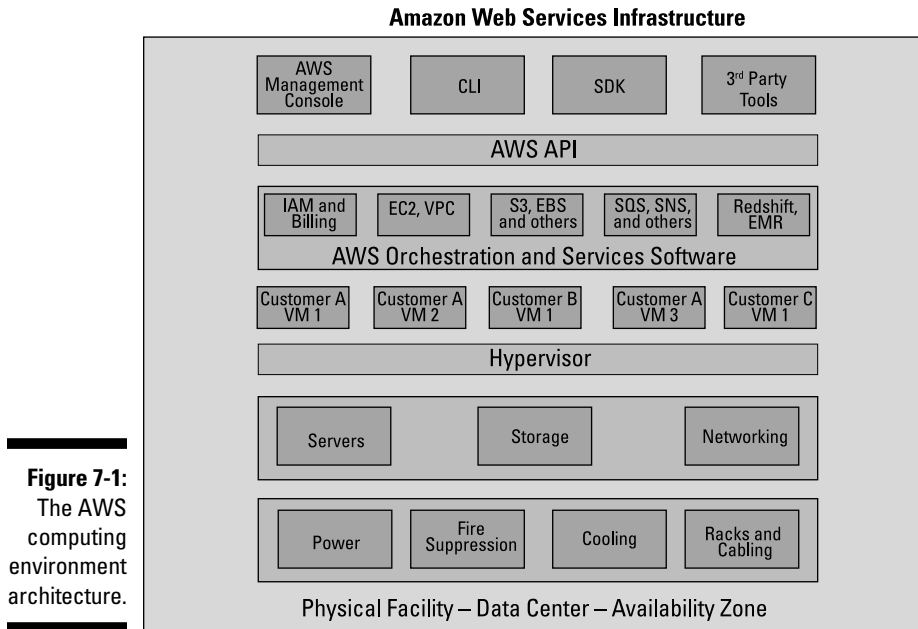 Amazon Web Services Infrastructure
AWS
Management
Console
CLI
SDK
3rd Party
Tools
AWS API
IAM and
Billing
EC2, VPC
S3, EBS
and others
SQS, SNS,
and others
Redshift,
EMR
AWS Orchestration and Services Software
Customer A
VM 1
Customer A
VM 2
Customer B
VM 1
Customer A
VM 3
Customer C
VM 1
Hypervisor
Servers
Storage
Networking
Power
Fire
Suppression
Cooling
Racks and
Cabling
Physical Facility – Data Center – Availability Zone
Figure 7-1:
The AWS
computing
environment
architecture.